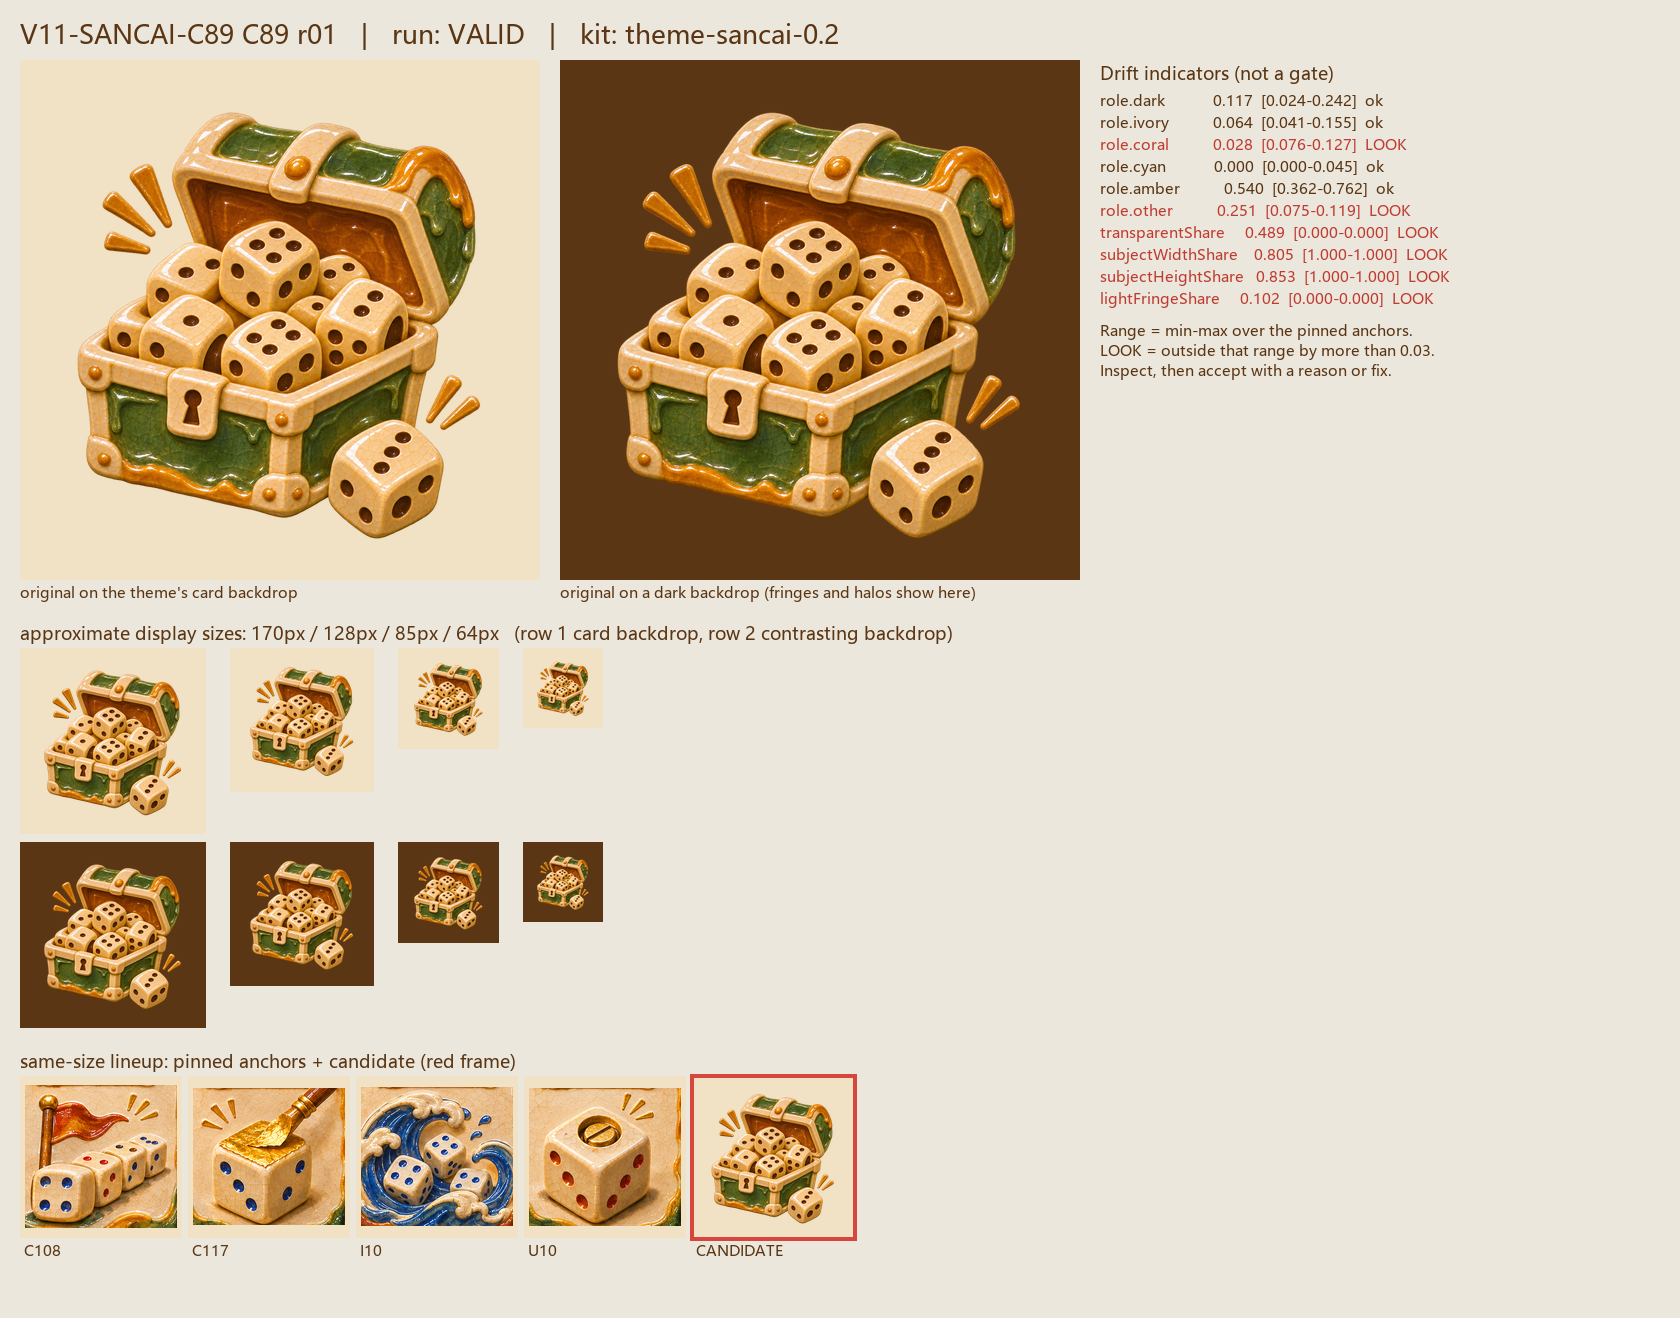 V11-SANCAI-C89 C89 r01 | run: VALID | kit: theme-sancai-0.2
Drift indicators (not a gate)
role.dark 0.117 [0.024-0.242] ok
role.ivory 0.064 [0.041-0.155] ok
role.coral 0.028 [0.076-0.127] LOOK
role.cyan 0.000 [0.000-0.045] ok
role.amber 0.540 [0.362-0.762] ok
role.other 0.251 [0.075-0.119] LOOK
transparentShare 0.489 [0.000-0.000] LOOK
subjectWidthShare 0.805 [1.000-1.000] LOOK
subjectHeightShare 0.853 [1.000-1.000] LOOK
lightFringeShare 0.102 [0.000-0.000] LOOK
Range = min-max over the pinned anchors.
LOOK = outside that range by more than 0.03.
Inspect, then accept with a reason or fix.
original on the theme's card backdrop
original on a dark backdrop (fringes and halos show here)
approximate display sizes: 170px / 128px / 85px / 64px (row 1 card backdrop, row 2 contrasting backdrop)
same-size lineup: pinned anchors + candidate (red frame)
C108
C117
I10
U10
CANDIDATE